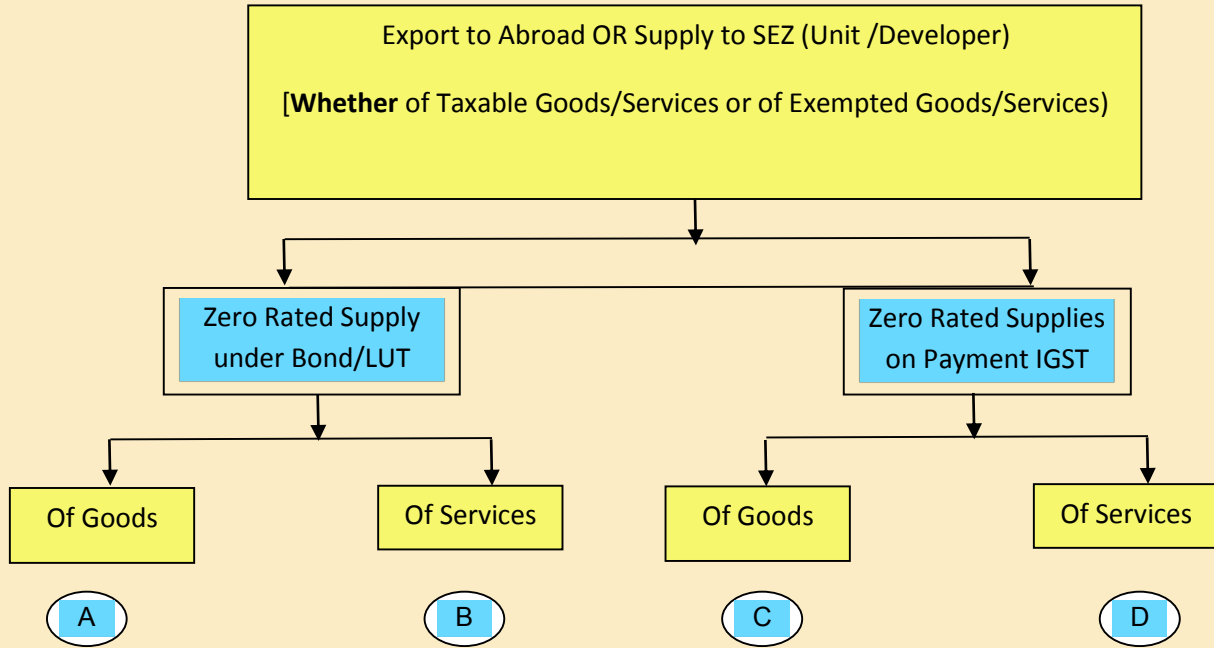 Export to Abroad OR Supply to SEZ (Unit /Developer)
[Whether of Taxable Goods/Services or of Exempted Goods/Services)
Zero Rated Supply
under Bond/LUT
Zero Rated Supplies
on Payment IGST
Of Goods
Of Services
Of Goods
Of Services
A
B
C
D